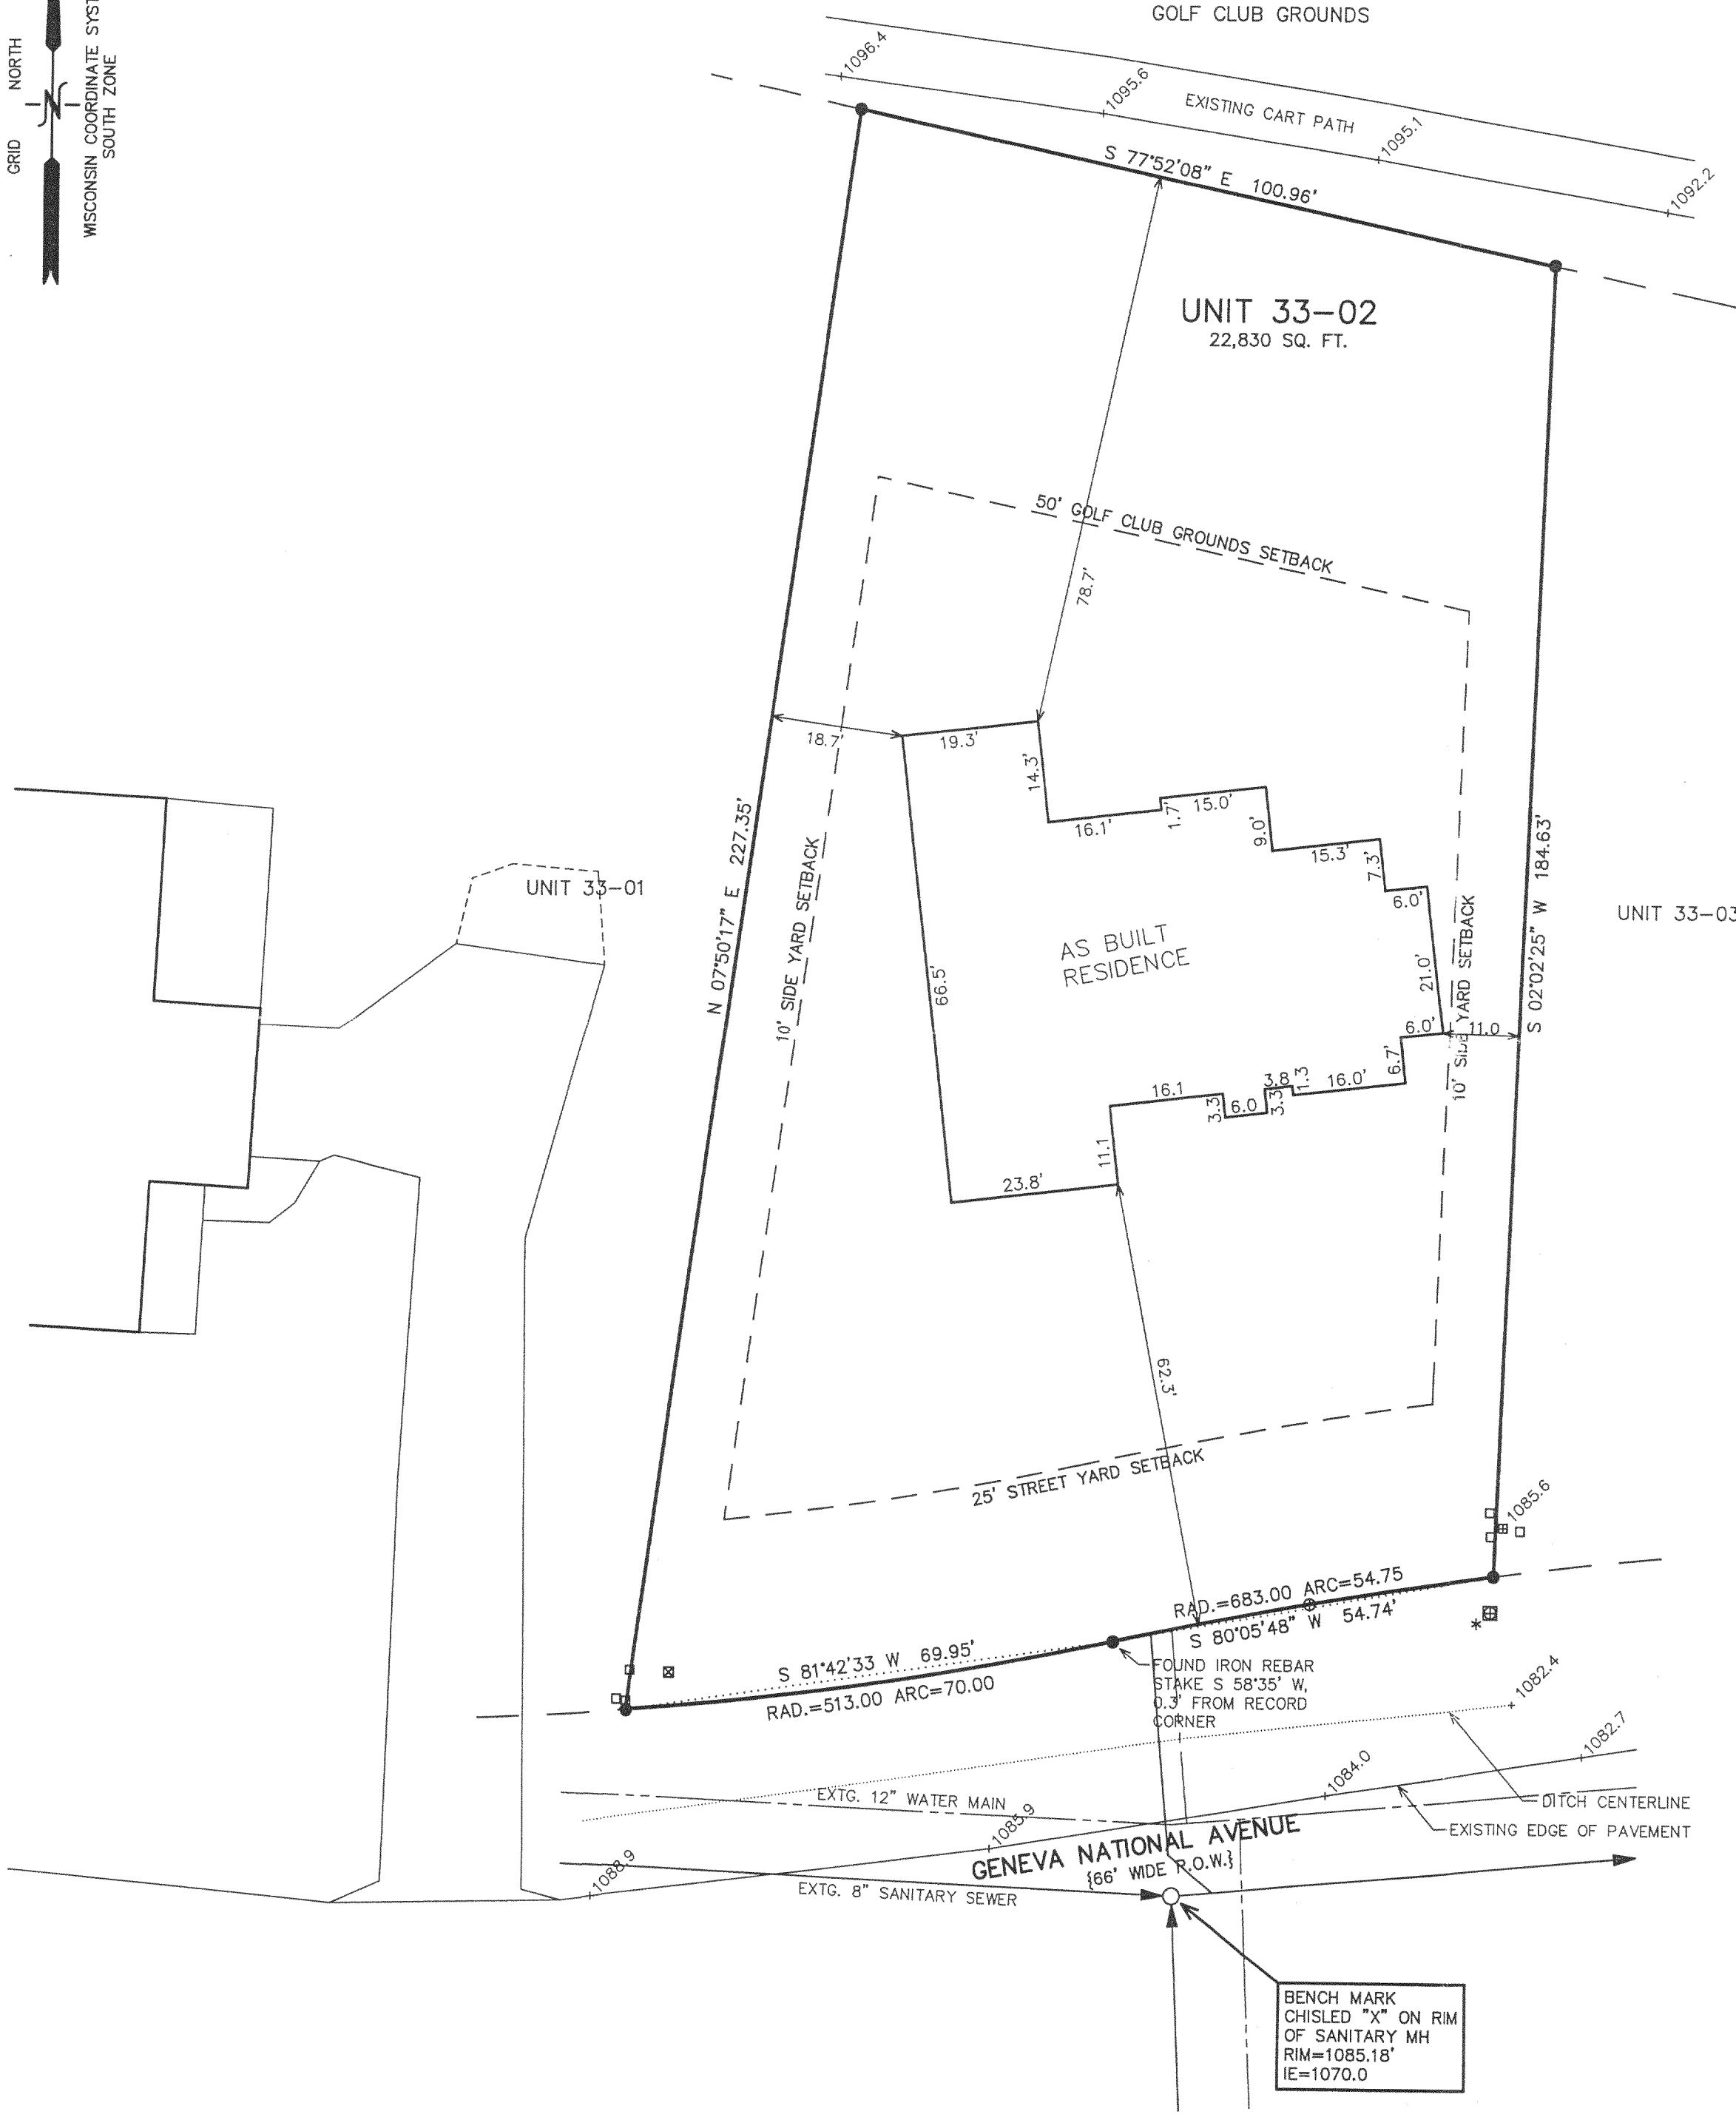 GRID NORTH
N
WISCONSIN COORDINATE SYST
SOUTH ZONE
GOLF CLUB GROUNDS
1096.4
1095.6
EXISTING CART PATH
1095.1
1092.2
S 77°52'08" E 100.96'
UNIT 33-02
22,830 SQ. FT.
50' GOLF CLUB GROUNDS SETBACK
78.7'
18.7'
19.3'
14.3'
16.1'
1.7'
15.0'
9.0'
15.3'
7.3'
6.0'
N 07°50'17" E 227.35'
10' SIDE YARD SETBACK
UNIT 33-01
AS BUILT
RESIDENCE
66.5'
21.0'
10' SIDE YARD SETBACK
S 02°02'25" W 184.63'
UNIT 33-03
6.0'
11.0
6.7'
16.0'
1.3
3.8
3.3
6.0
3.3
16.1
11.1
23.8'
62.3'
25' STREET YARD SETBACK
1085.6
RAD.=683.00 ARC=54.75
S 80°05'48" W 54.74'
*
S 81°42'33 W 69.95'
RAD.=513.00 ARC=70.00
FOUND IRON REBAR
STAKE S 58°35' W,
0.3' FROM RECORD
CORNER
1082.4
1082.7
1084.0
DITCH CENTERLINE
EXISTING EDGE OF PAVEMENT
EXTG. 12" WATER MAIN
1085.9
GENEVA NATIONAL AVENUE
{66' WIDE R.O.W.}
1088.9
EXTG. 8" SANITARY SEWER
BENCH MARK
CHISLED "X" ON RIM
OF SANITARY MH
RIM=1085.18'
IE=1070.0